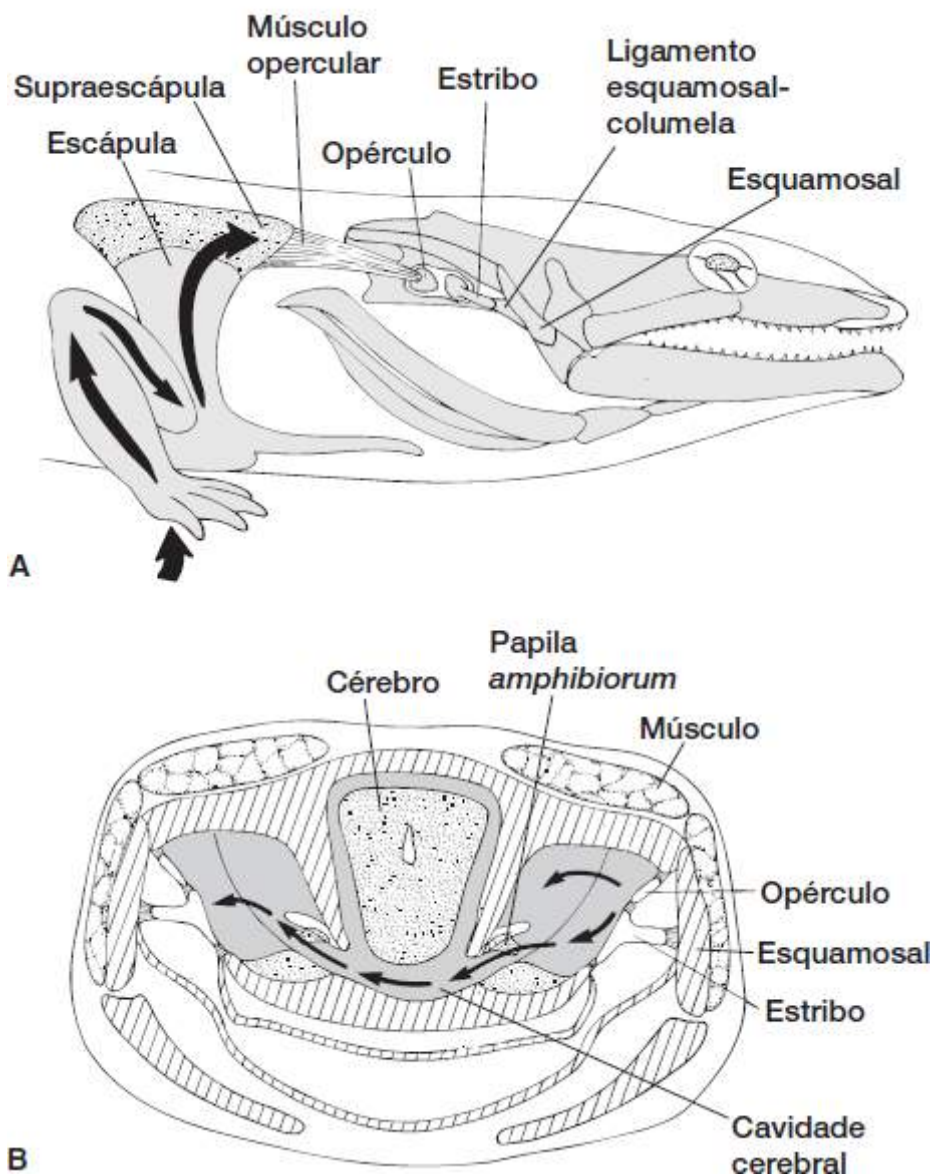 Músculo
opercular
Supraescápula
Escápula
Estribo
Opérculo
Ligamento
esquamosal-
columela
Esquamosal
A
Papila
amphibiorum
Cérebro
Músculo
Opérculo
Esquamosal
Estribo
Cavidade
cerebral
B